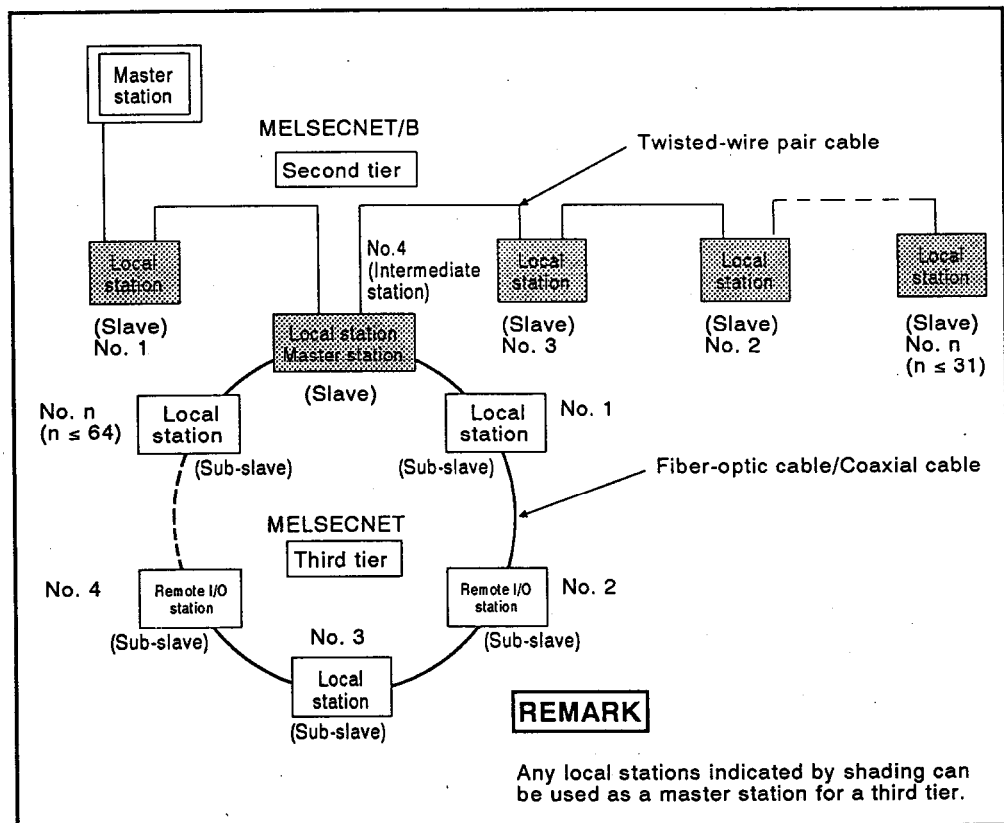 Master
station
MELSECNET/B
Second tier
Twisted-wire pair cable
Local
station
(Slave)
No. 1
No.4
(Intermediate
station)
Local station
Master station
(Slave)
Local
station
(Slave)
No. 3
Local
station
(Slave)
No. 2
Local
station
(Slave)
No. n
(n ≤ 31)
No. n
(n ≤ 64)
Local
station
(Sub-slave)
Local
station
(Sub-slave)
No. 1
Fiber-optic cable/Coaxial cable
MELSECNET
Third tier
No. 4
Remote I/O
station
(Sub-slave)
Remote I/O
station
(Sub-slave)
No. 2
No. 3
Local
station
(Sub-slave)
REMARK
Any local stations indicated by shading can
be used as a master station for a third tier.